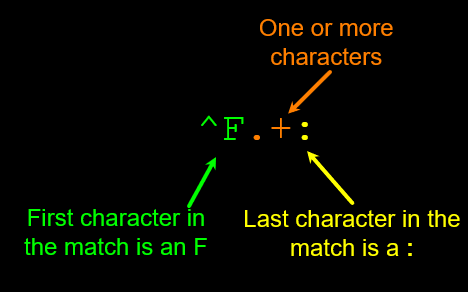 One or more
characters
^F.+:
First character in
the match is an F
Last character in the
match is a :